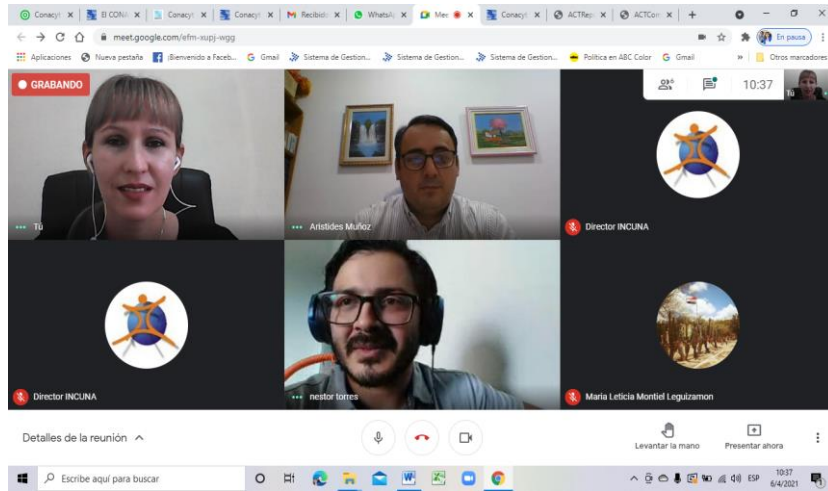 Conacyt
El CONA
Conacyt
Conacyt
Recibido
WhatsA
Mee
Conacyt
ACTRep
ACTCon
meet.google.com/efm-xupj-wgg
En pausa
Aplicaciones
Nueva pestaña
¡Bienvenido a Faceb...
Gmail
Sistema de Gestion...
Sistema de Gestion...
Sistema de Gestion...
Política en ABC Color
Gmail
Otros marcadores
GRABANDO
10:37
Tú
Tú
Aristides Muñoz
Director INCUNA
Director INCUNA
nestor torres
Maria Leticia Montiel Leguizamon
Detalles de la reunión
Levantar la mano
Presentar ahora
Escribe aquí para buscar
ESP
10:37
6/4/2021